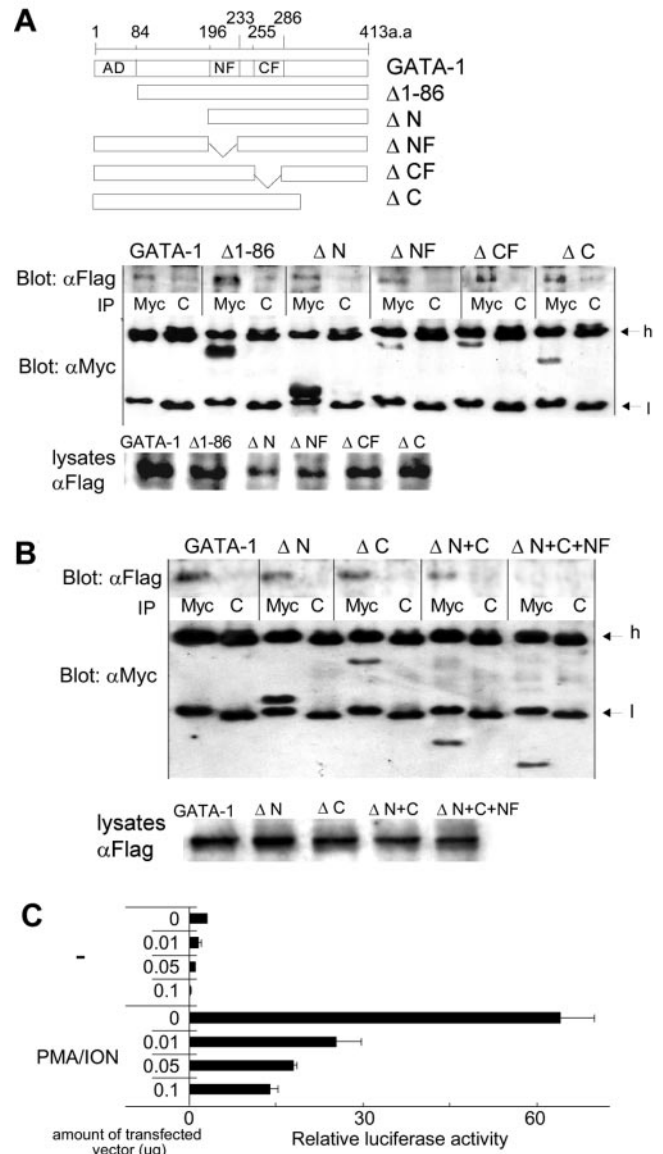 A
233 286
1 84 196 255 413a.a
AD NF CF GATA-1
Δ1-86
Δ N
Δ NF
Δ CF
Δ C
GATA-1 Δ1-86 Δ N Δ NF Δ CF Δ C
Blot: αFlag
IP Myc C Myc C Myc C Myc C Myc C Myc C
h
Blot: αMyc
l
GATA-1 Δ1-86 Δ N Δ NF Δ CF Δ C
lysates
αFlag
B
GATA-1 Δ N Δ C Δ N+C Δ N+C+NF
Blot: αFlag
IP Myc C Myc C Myc C Myc C Myc C
h
Blot: αMyc
l
GATA-1 Δ N Δ C Δ N+C Δ N+C+NF
lysates
αFlag
C
0
0.01
-
0.05
0.1
0
0.01
PMA/ION
0.05
0.1
0 30 60
amount of transfected
vector (ug)
Relative luciferase activity